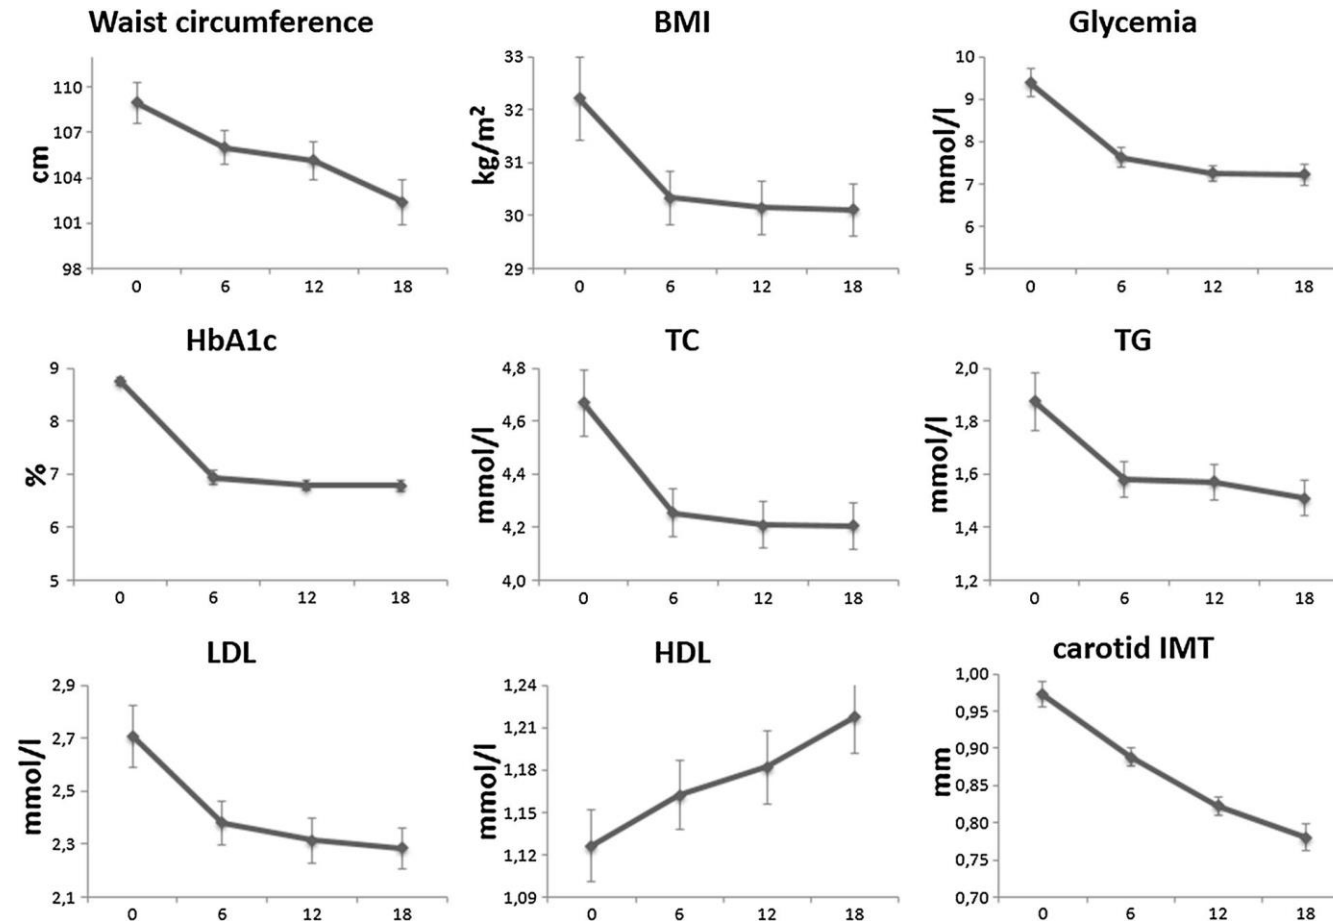 Waist circumference
cm
110
107
104
101
98
0 6 12 18
BMI
kg/m²
33
32
31
30
29
0 6 12 18
Glycemia
mmol/l
10
9
8
7
6
5
0 6 12 18
HbA1c
%
9
8
7
6
5
0 6 12 18
TC
mmol/l
4,8
4,6
4,4
4,2
4,0
0 6 12 18
TG
mmol/l
2,0
1,8
1,6
1,4
1,2
0 6 12 18
LDL
mmol/l
2,9
2,7
2,5
2,3
2,1
0 6 12 18
HDL
mmol/l
1,24
1,21
1,18
1,15
1,12
1,09
0 6 12 18
carotid IMT
mm
1,00
0,95
0,90
0,85
0,80
0,75
0,70
0 6 12 18